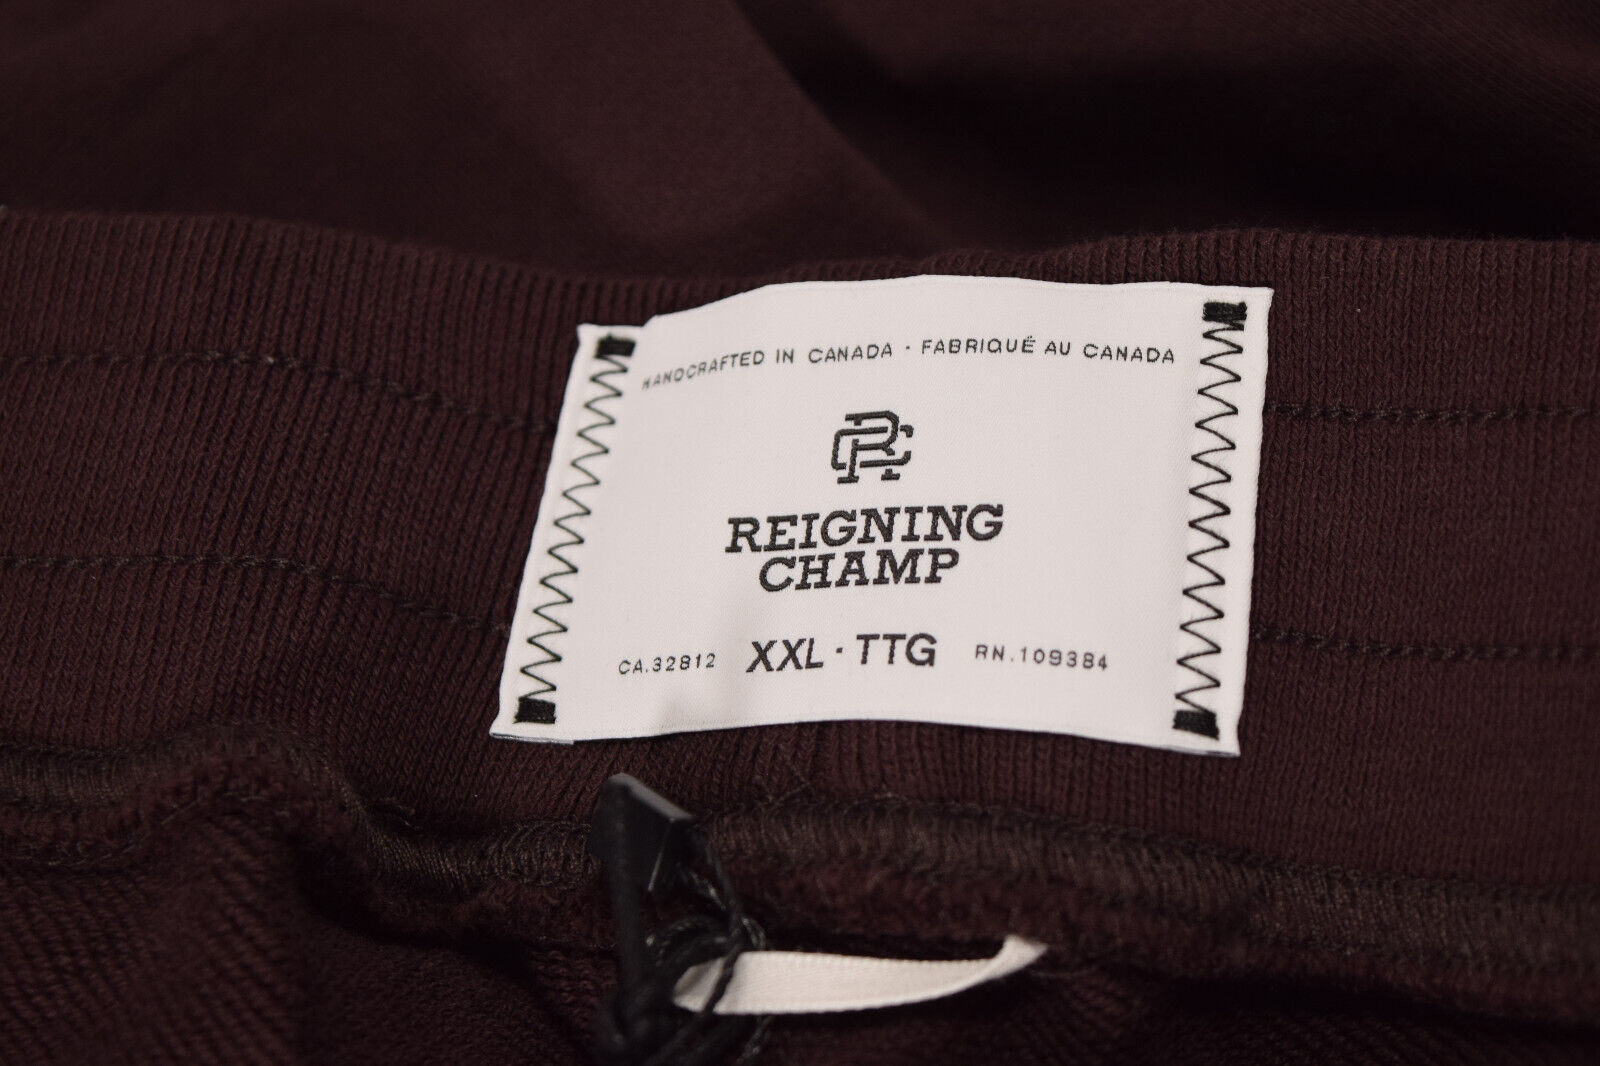 HANDCRAFTED IN CANADA · FABRIQUÉ AU CANADA
RC
REIGNING
CHAMP
CA.32812 XXL · TTG RN.109384